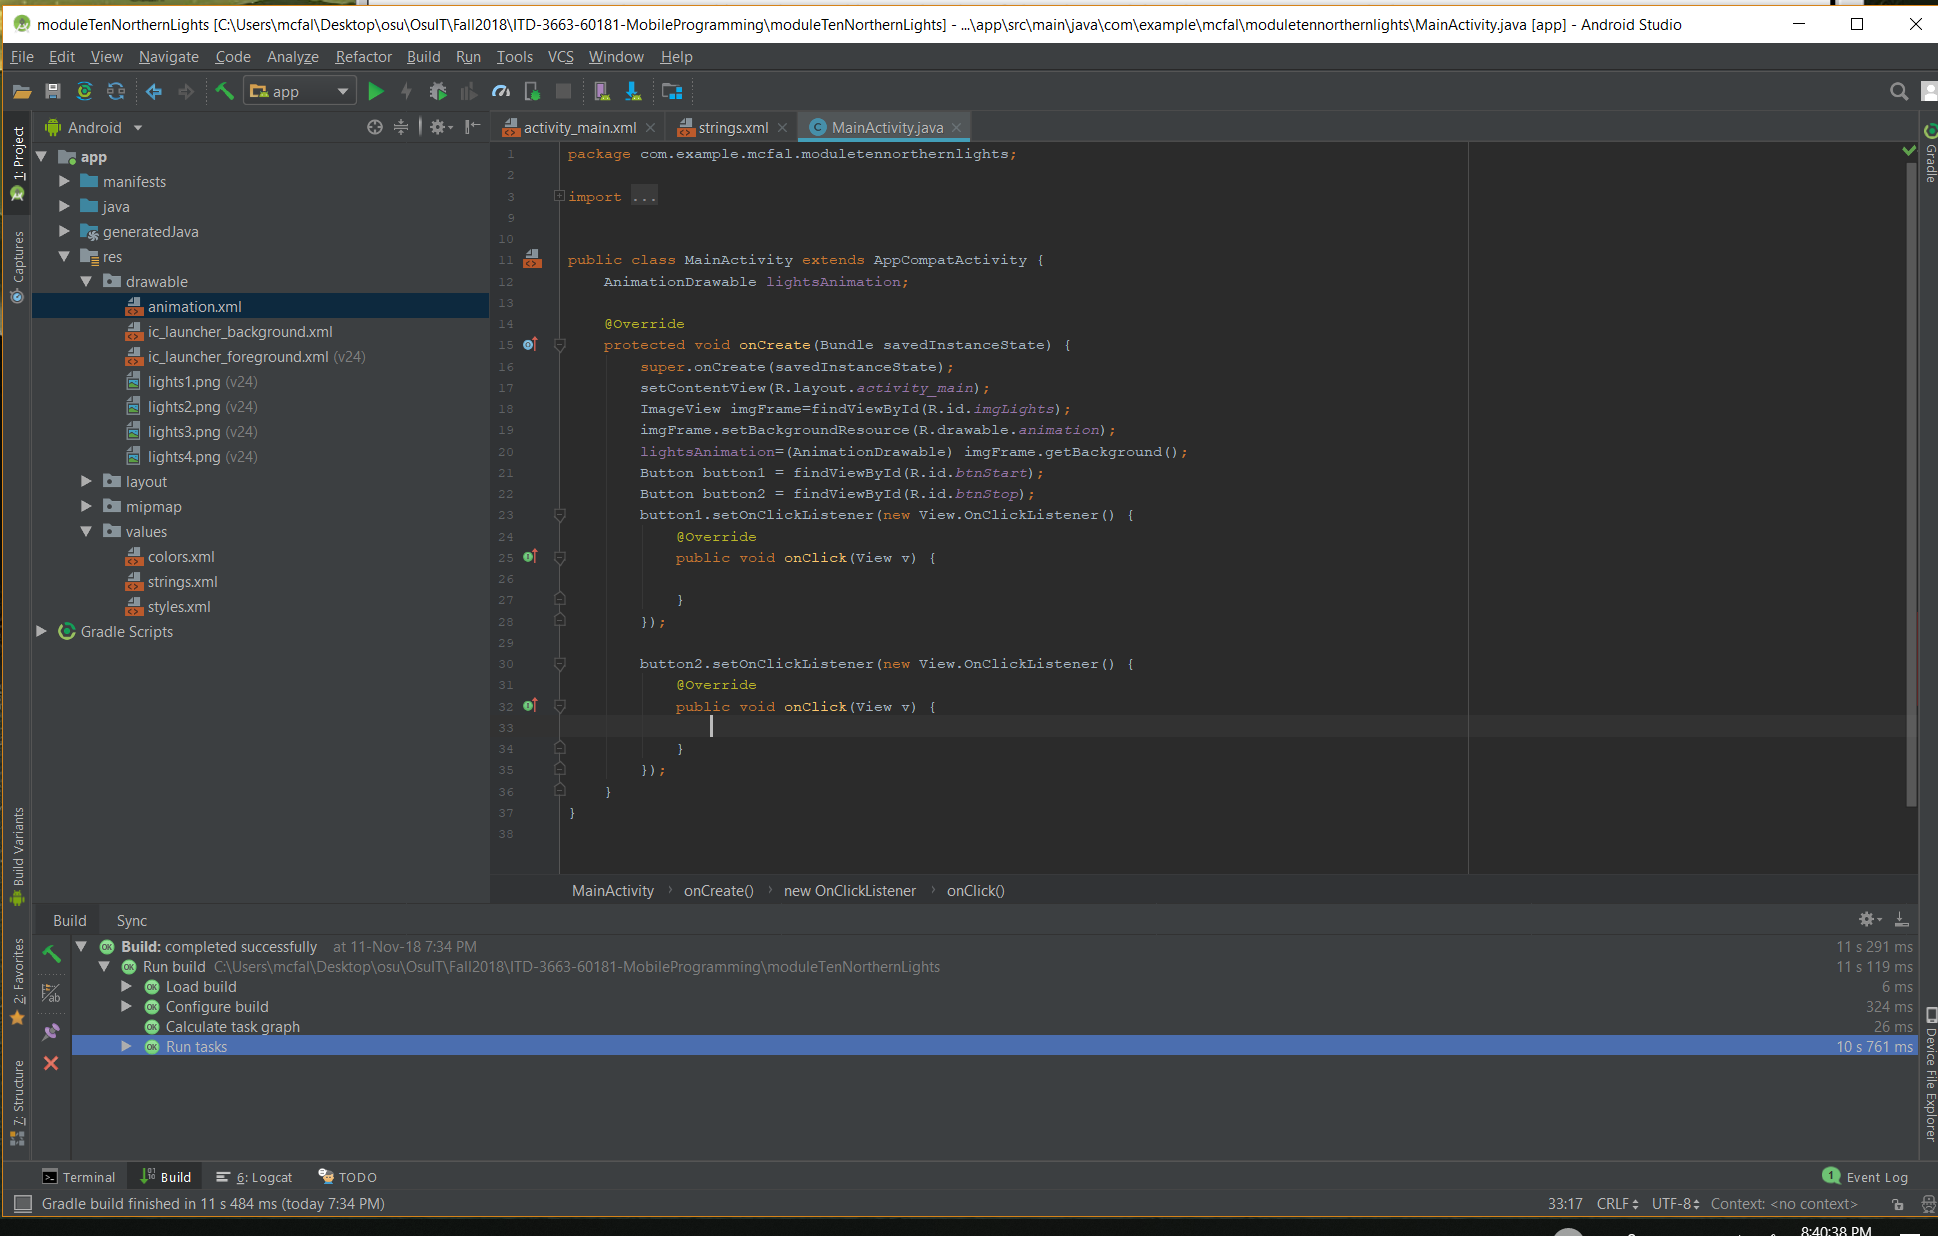 moduleTenNorthernLights [C:\Users\mcfal\Desktop\osu\OsuIT\Fall2018\ITD-3663-60181-MobileProgramming\moduleTenNorthernLights] - ...\app\src\main\java\com\example\mcfal\moduletennorthernlights\MainActivity.java [app] - Android Studio
File Edit View Navigate Code Analyze Refactor Build Run Tools VCS Window Help
app
1: Project
Captures
Build Variants
2: Favorites
7: Structure
Android
app
manifests
java
generatedJava
res
drawable
animation.xml
ic_launcher_background.xml
ic_launcher_foreground.xml (v24)
lights1.png (v24)
lights2.png (v24)
lights3.png (v24)
lights4.png (v24)
layout
mipmap
values
colors.xml
strings.xml
styles.xml
Gradle Scripts
activity_main.xml strings.xml MainActivity.java
1 package com.example.mcfal.moduletennorthernlights;
2
3 import ...
9
10
11 public class MainActivity extends AppCompatActivity {
12 AnimationDrawable lightsAnimation;
13
14 @Override
15 protected void onCreate(Bundle savedInstanceState) {
16 super.onCreate(savedInstanceState);
17 setContentView(R.layout.activity_main);
18 ImageView imgFrame=findViewById(R.id.imgLights);
19 imgFrame.setBackgroundResource(R.drawable.animation);
20 lightsAnimation=(AnimationDrawable) imgFrame.getBackground();
21 Button button1 = findViewById(R.id.btnStart);
22 Button button2 = findViewById(R.id.btnStop);
23 button1.setOnClickListener(new View.OnClickListener() {
24 @Override
25 public void onClick(View v) {
26
27 }
28 });
29
30 button2.setOnClickListener(new View.OnClickListener() {
31 @Override
32 public void onClick(View v) {
33
34 }
35 });
36 }
37 }
38
MainActivity onCreate() new OnClickListener onClick()
Gradle
Device File Explorer
Build Sync
Build: completed successfully at 11-Nov-18 7:34 PM 11 s 291 ms
Run build C:\Users\mcfal\Desktop\osu\OsuIT\Fall2018\ITD-3663-60181-MobileProgramming\moduleTenNorthernLights 11 s 119 ms
Load build 6 ms
Configure build 324 ms
Calculate task graph 26 ms
Run tasks 10 s 761 ms
Terminal Build 6: Logcat TODO 1 Event Log
Gradle build finished in 11 s 484 ms (today 7:34 PM) 33:17 CRLF UTF-8 Context: <no context>
8:40:38 PM